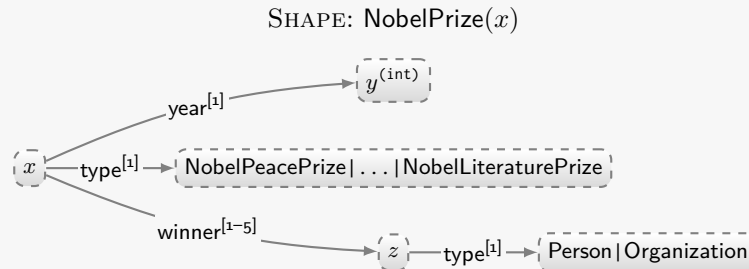 SHAPE: NobelPrize(x)
y(int)
year[1]
x
type[1]
NobelPeacePrize|...|NobelLiteraturePrize
winner[1–5]
z
type[1]
Person|Organization